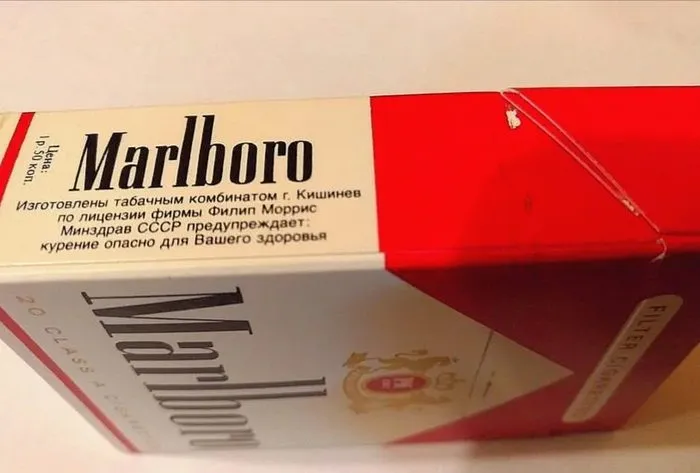 Цена:
1 р. 50 коп.
Marlboro
Изготовлены табачным комбинатом г. Кишинев
по лицензии фирмы Филип Моррис
Минздрав СССР предупреждает:
курение опасно для Вашего здоровья
Marlboro
20 CLASS A
FILTER CIGARETTES